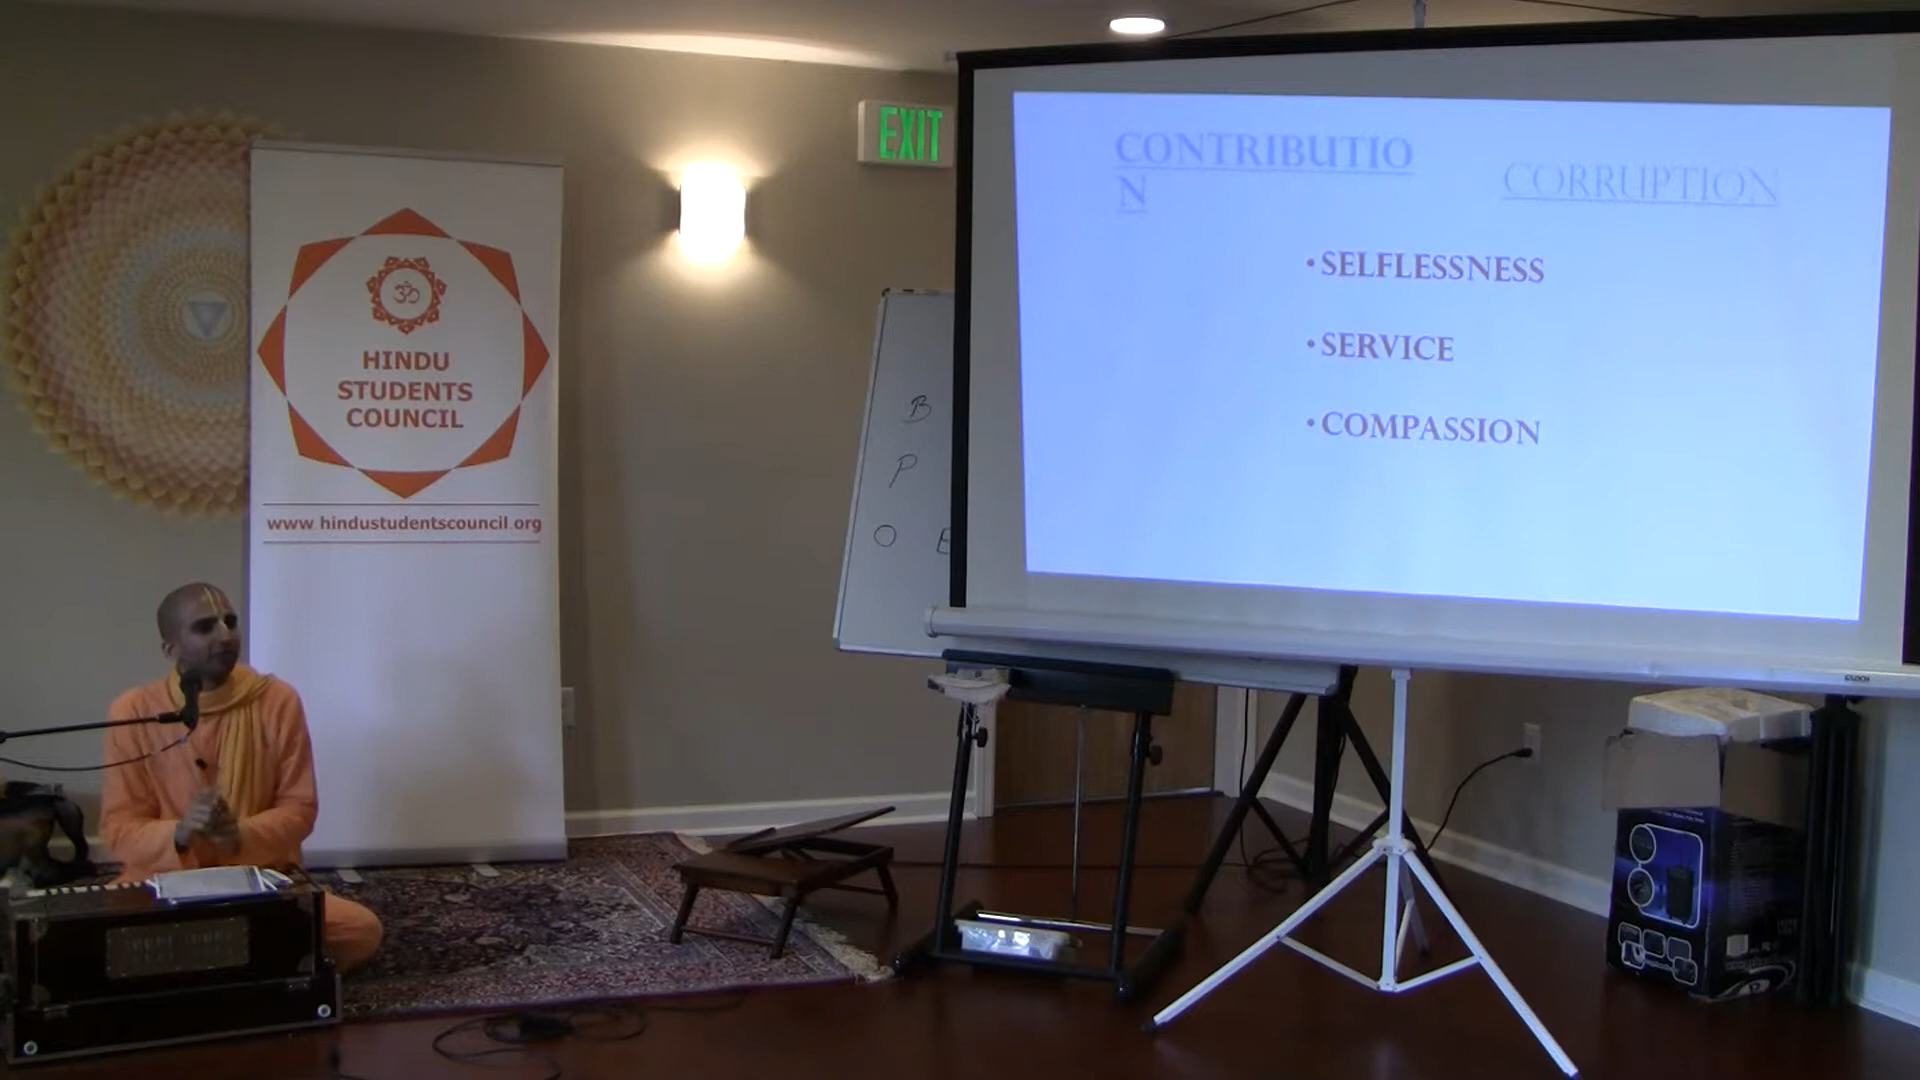 ॐ
HINDU
STUDENTS
COUNCIL
www.hindustudentscouncil.org
EXIT
B
P
O E
CONTRIBUTIO
N
CORRUPTION
• SELFLESSNESS
• SERVICE
• COMPASSION